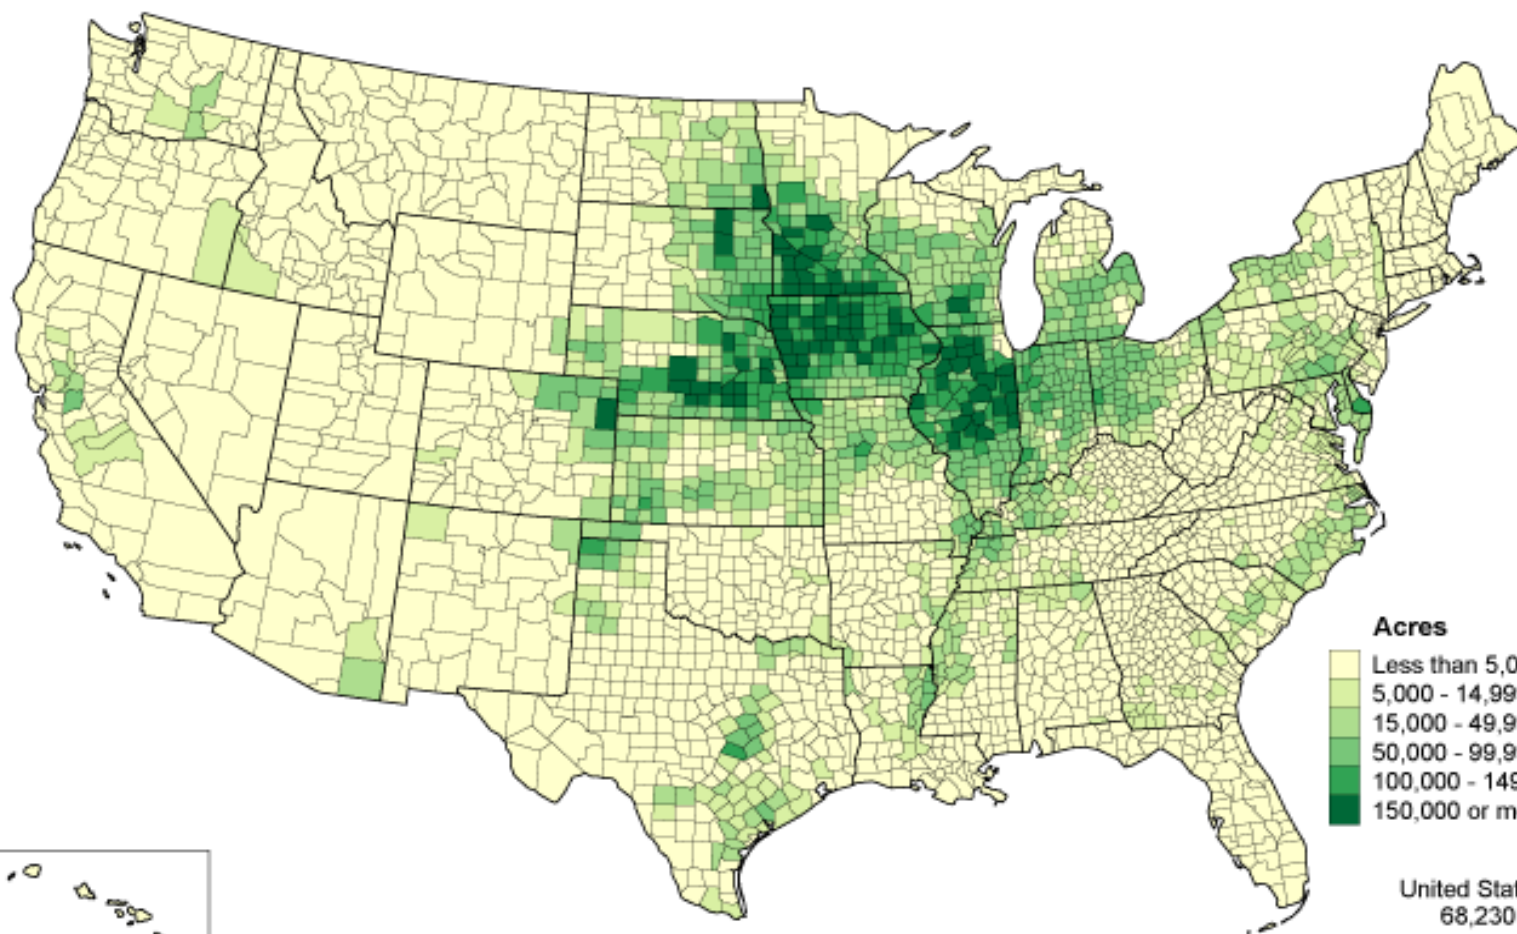 Acres
Less than 5,0
5,000 - 14,99
15,000 - 49,9
50,000 - 99,9
100,000 - 149
150,000 or m
United Stat
68,230